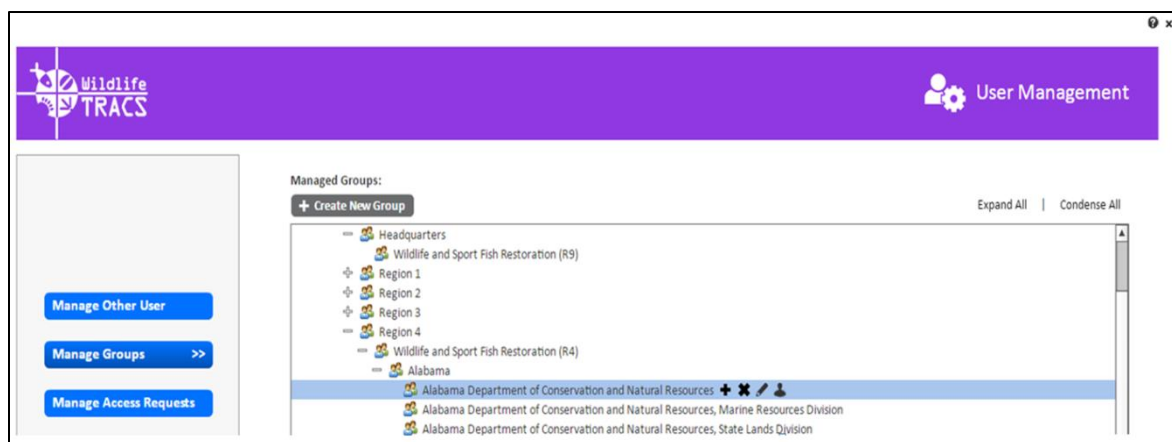 Wildlife
TRACS
User Management
Managed Groups:
+ Create New Group
Expand All | Condense All
Headquarters
Wildlife and Sport Fish Restoration (R9)
Region 1
Region 2
Region 3
Region 4
Wildlife and Sport Fish Restoration (R4)
Alabama
Alabama Department of Conservation and Natural Resources
Alabama Department of Conservation and Natural Resources, Marine Resources Division
Alabama Department of Conservation and Natural Resources, State Lands Division
Manage Other User
Manage Groups >>
Manage Access Requests